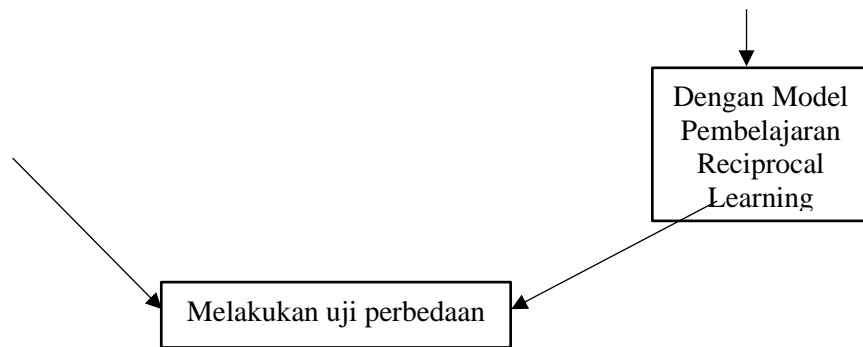 Dengan Model
Pembelajaran
Reciprocal
Learning
Melakukan uji perbedaan